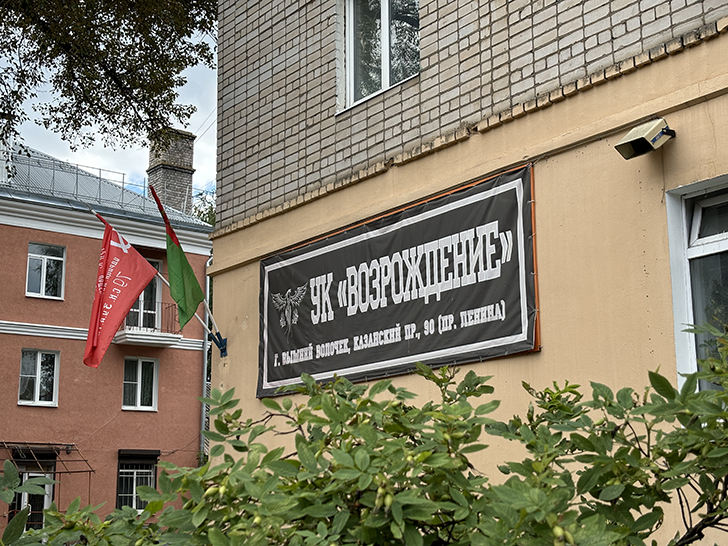 УК «ВОЗРОЖДЕНИЕ»
Г. ВЫШНИЙ ВОЛОЧЕК, КАЗАНСКИЙ ПР., 90 (ПР. ЛЕНИНА)